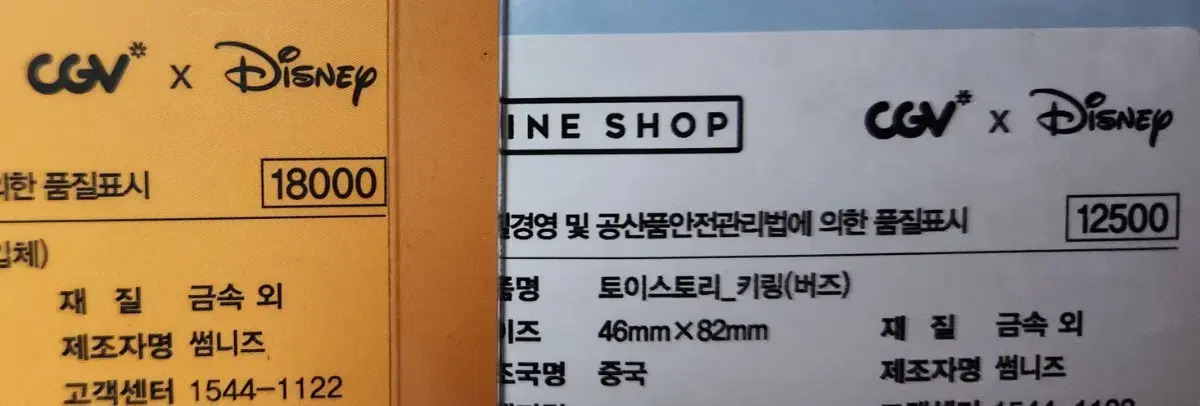 CGV* x DISNEY
의한 품질표시 18000
입체)
재 질 금속 외
제조자명 썸니즈
고객센터 1544-1122
INE SHOP CGV* x DISNEY
경영 및 공산품안전관리법에 의한 품질표시 12500
품명 토이스토리_키링(버즈)
이즈 46mm×82mm 재 질 금속 외
조국명 중국 제조자명 썸니즈